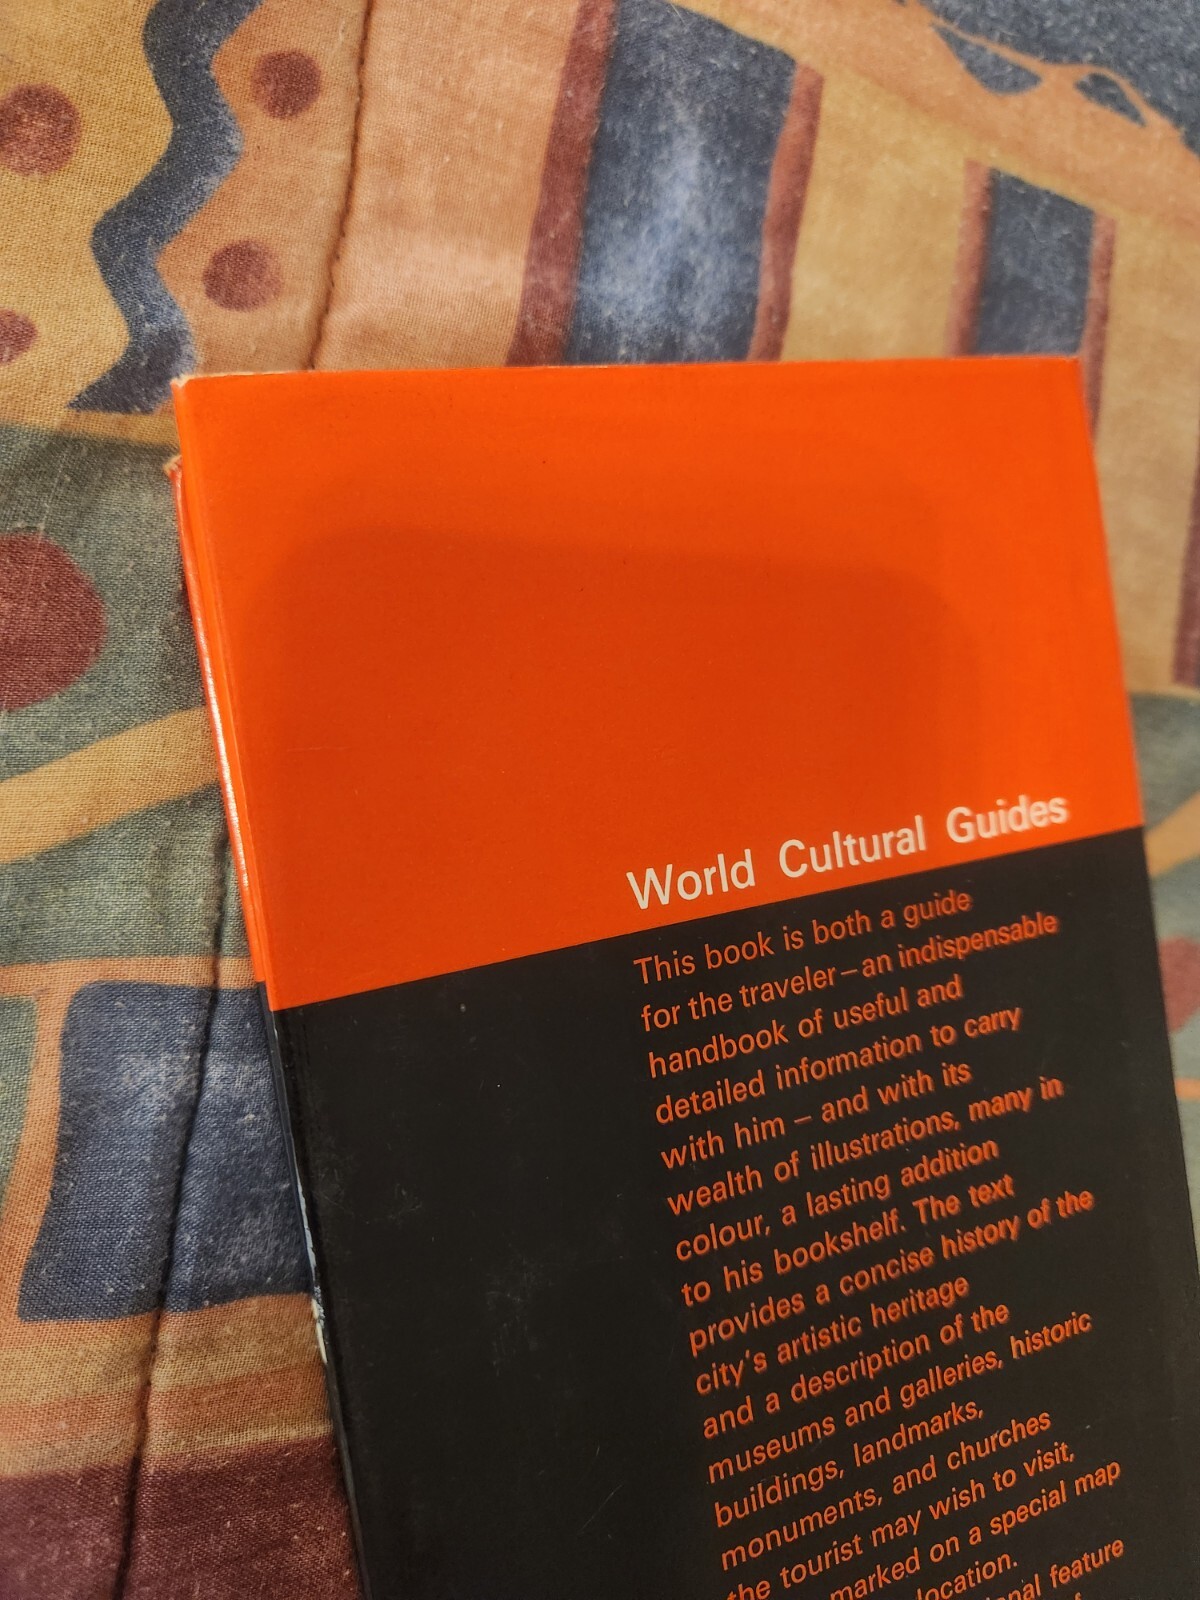 World Cultural Guides
This book is both a guide
for the traveler – an indispensable
handbook of useful and
detailed information to carry
with him – and with its
wealth of illustrations, many in
colour, a lasting addition
to his bookshelf. The text
provides a concise history of the
city's artistic heritage
and a description of the
museums and galleries, historic
buildings, landmarks,
monuments, and churches
the tourist may wish to visit,
marked on a special map
location.
feature